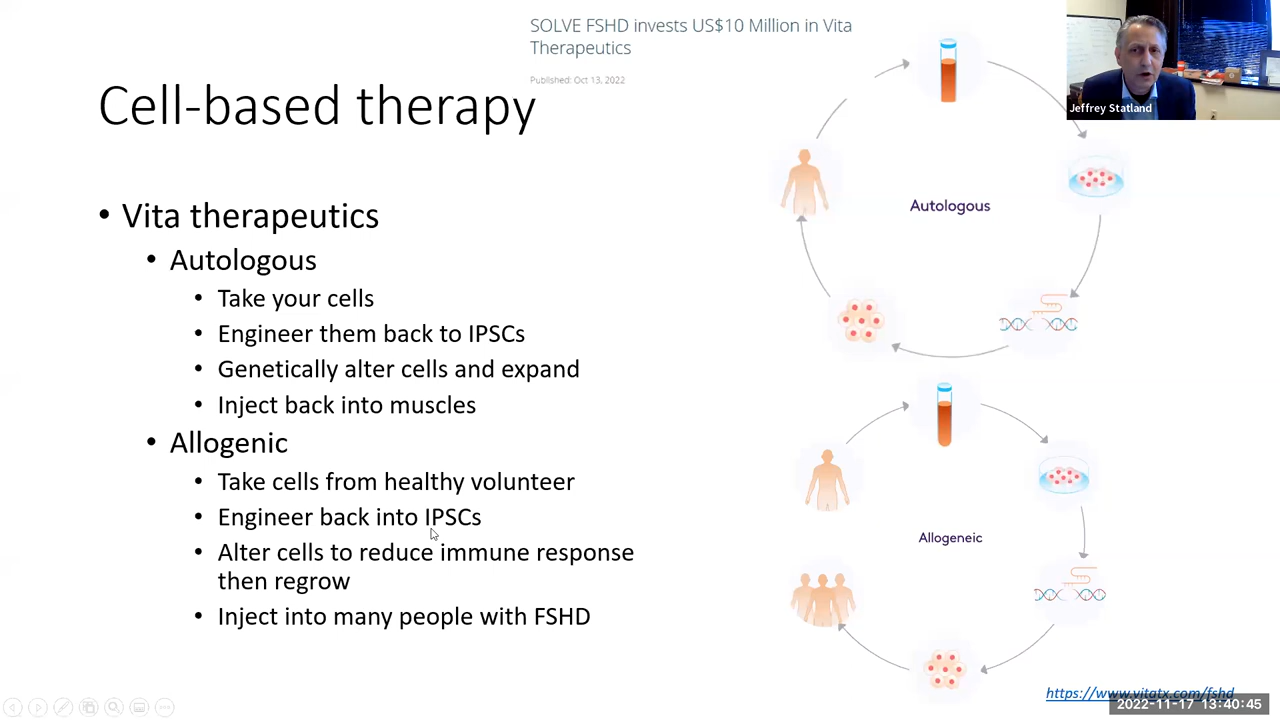 SOLVE FSHD invests US$10 Million in Vita
Therapeutics
Published: Oct 13, 2022
Jeffrey Statland
Cell-based therapy
• Vita therapeutics
• Autologous
• Take your cells
• Engineer them back to IPSCs
• Genetically alter cells and expand
• Inject back into muscles
• Allogenic
• Take cells from healthy volunteer
• Engineer back into IPSCs
• Alter cells to reduce immune response
then regrow
• Inject into many people with FSHD
Autologous
Allogeneic
https://www.vitatx.com/fshd
2022-11-17 13:40:45